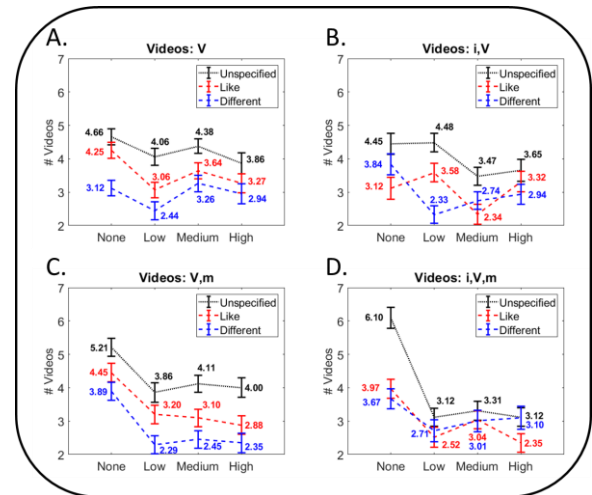 A.
Videos: V
# Videos
7
6
5
4
3
2
Unspecified
Like
Different
4.66
4.06
4.38
3.86
4.25
3.06
3.64
3.27
3.12
2.44
3.26
2.94
None Low Medium High
B.
Videos: i,V
# Videos
7
6
5
4
3
2
Unspecified
Like
Different
4.45
4.48
3.47
3.65
3.84
3.58
3.32
3.12
2.33
2.74
2.34
2.94
None Low Medium High
C.
Videos: V,m
# Videos
7
6
5
4
3
2
Unspecified
Like
Different
5.21
3.86
4.11
4.00
4.45
3.20
3.10
2.88
3.89
2.29
2.45
2.35
None Low Medium High
D.
Videos: i,V,m
# Videos
7
6
5
4
3
2
Unspecified
Like
Different
6.10
3.12
3.31
3.12
3.97
3.67
2.71
2.52
3.04
3.01
3.10
2.35
None Low Medium High